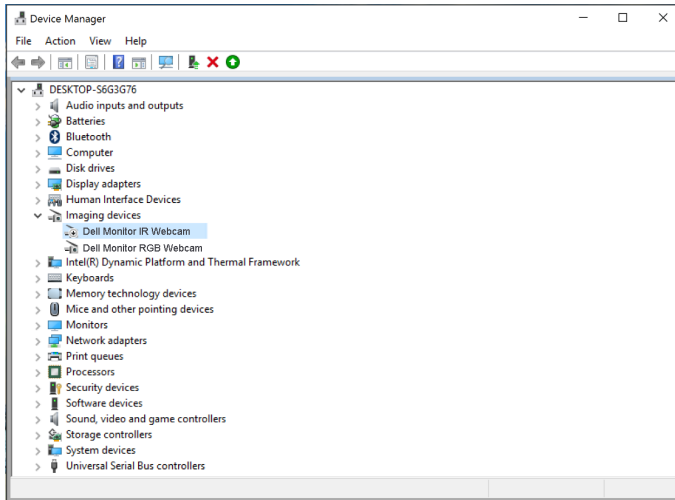 Device Manager
File Action View Help
DESKTOP-S6G3G76
Audio inputs and outputs
Batteries
Bluetooth
Computer
Disk drives
Display adapters
Human Interface Devices
Imaging devices
Dell Monitor IR Webcam
Dell Monitor RGB Webcam
Intel(R) Dynamic Platform and Thermal Framework
Keyboards
Memory technology devices
Mice and other pointing devices
Monitors
Network adapters
Print queues
Processors
Security devices
Software devices
Sound, video and game controllers
Storage controllers
System devices
Universal Serial Bus controllers